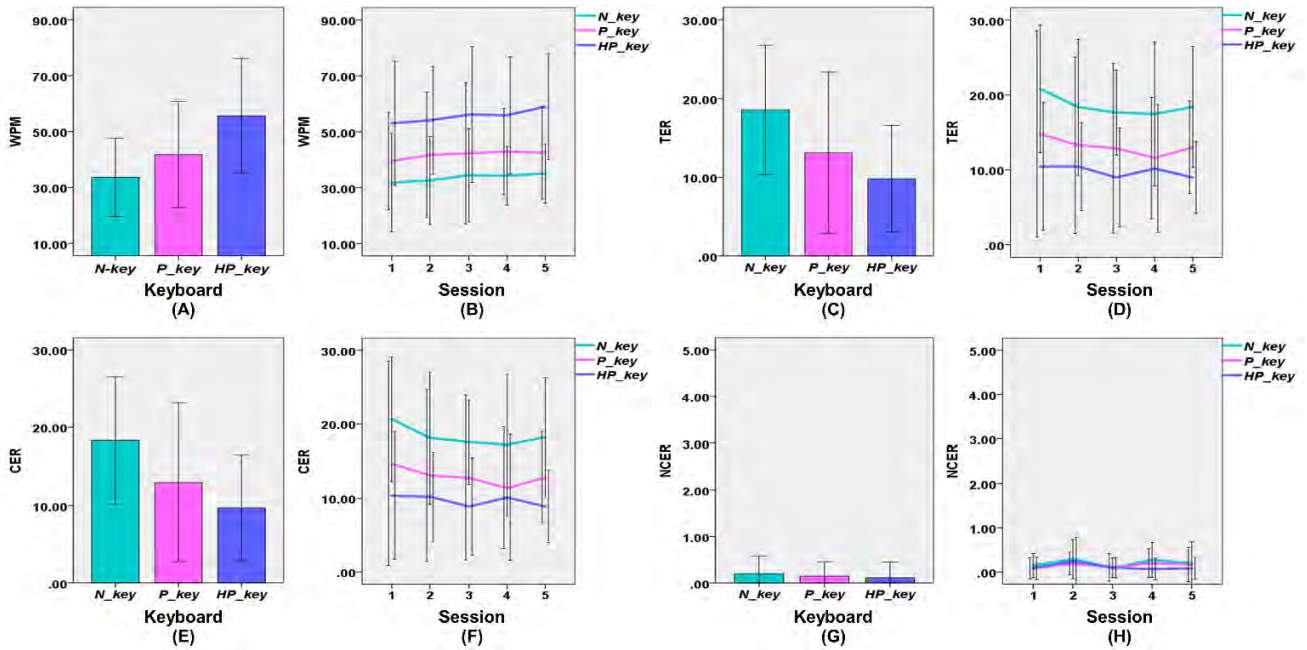 90.00
70.00
50.00
30.00
10.00
WPM
N-key
P_key
HP_key
Keyboard
(A)
90.00
70.00
50.00
30.00
10.00
WPM
1 2 3 4 5
Session
(B)
N_key
P_key
HP_key
30.00
20.00
10.00
.00
TER
N_key
P_key
HP_key
Keyboard
(C)
30.00
20.00
10.00
.00
TER
1 2 3 4 5
Session
(D)
N_key
P_key
HP_key
30.00
20.00
10.00
.00
CER
N_key
P_key
HP_key
Keyboard
(E)
30.00
20.00
10.00
.00
CER
1 2 3 4 5
Session
(F)
N_key
P_key
HP_key
5.00
4.00
3.00
2.00
1.00
.00
NCER
N_key
P_key
HP_key
Keyboard
(G)
5.00
4.00
3.00
2.00
1.00
.00
NCER
1 2 3 4 5
Session
(H)
N_key
P_key
HP_key